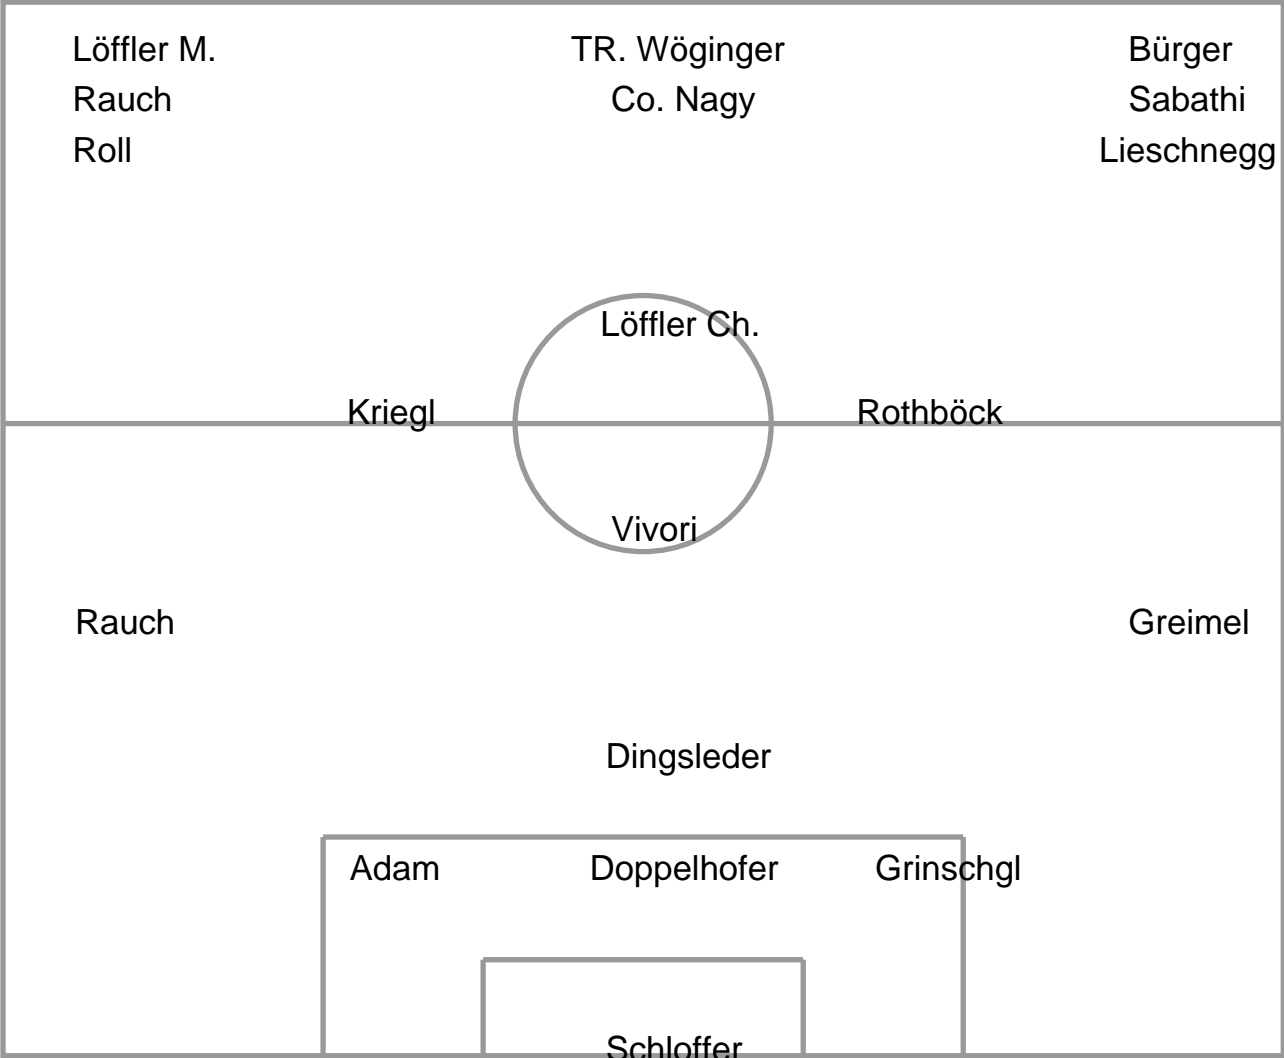 Löffler M.
TR. Wöginger
Bürger
Rauch
Co. Nagy
Sabathi
Roll
Lieschnegg
Löffler Ch.
Kriegl
Rothböck
Vivori
Rauch
Greimel
Dingsleder
Adam
Doppelhofer
Grinschgl
Schloffer